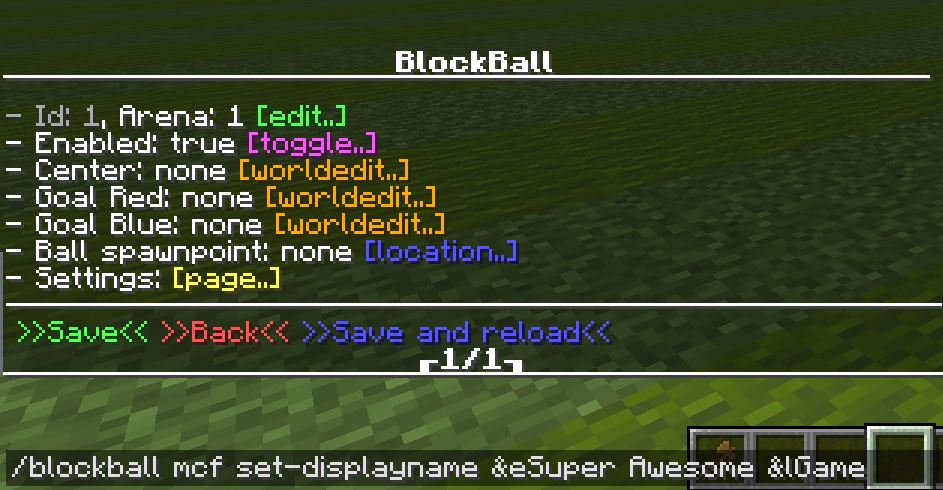 BlockBall
- Id: 1, Arena: 1 [edit..]
- Enabled: true [toggle..]
- Center: none [worldedit..]
- Goal Red: none [worldedit..]
- Goal Blue: none [worldedit..]
- Ball spawnpoint: none [location..]
- Settings: [page..]
>>Save<< >>Back<< >>Save and reload<<
┏1/1┓
/blockball mcf set-displayname &eSuper Awesome &lGame